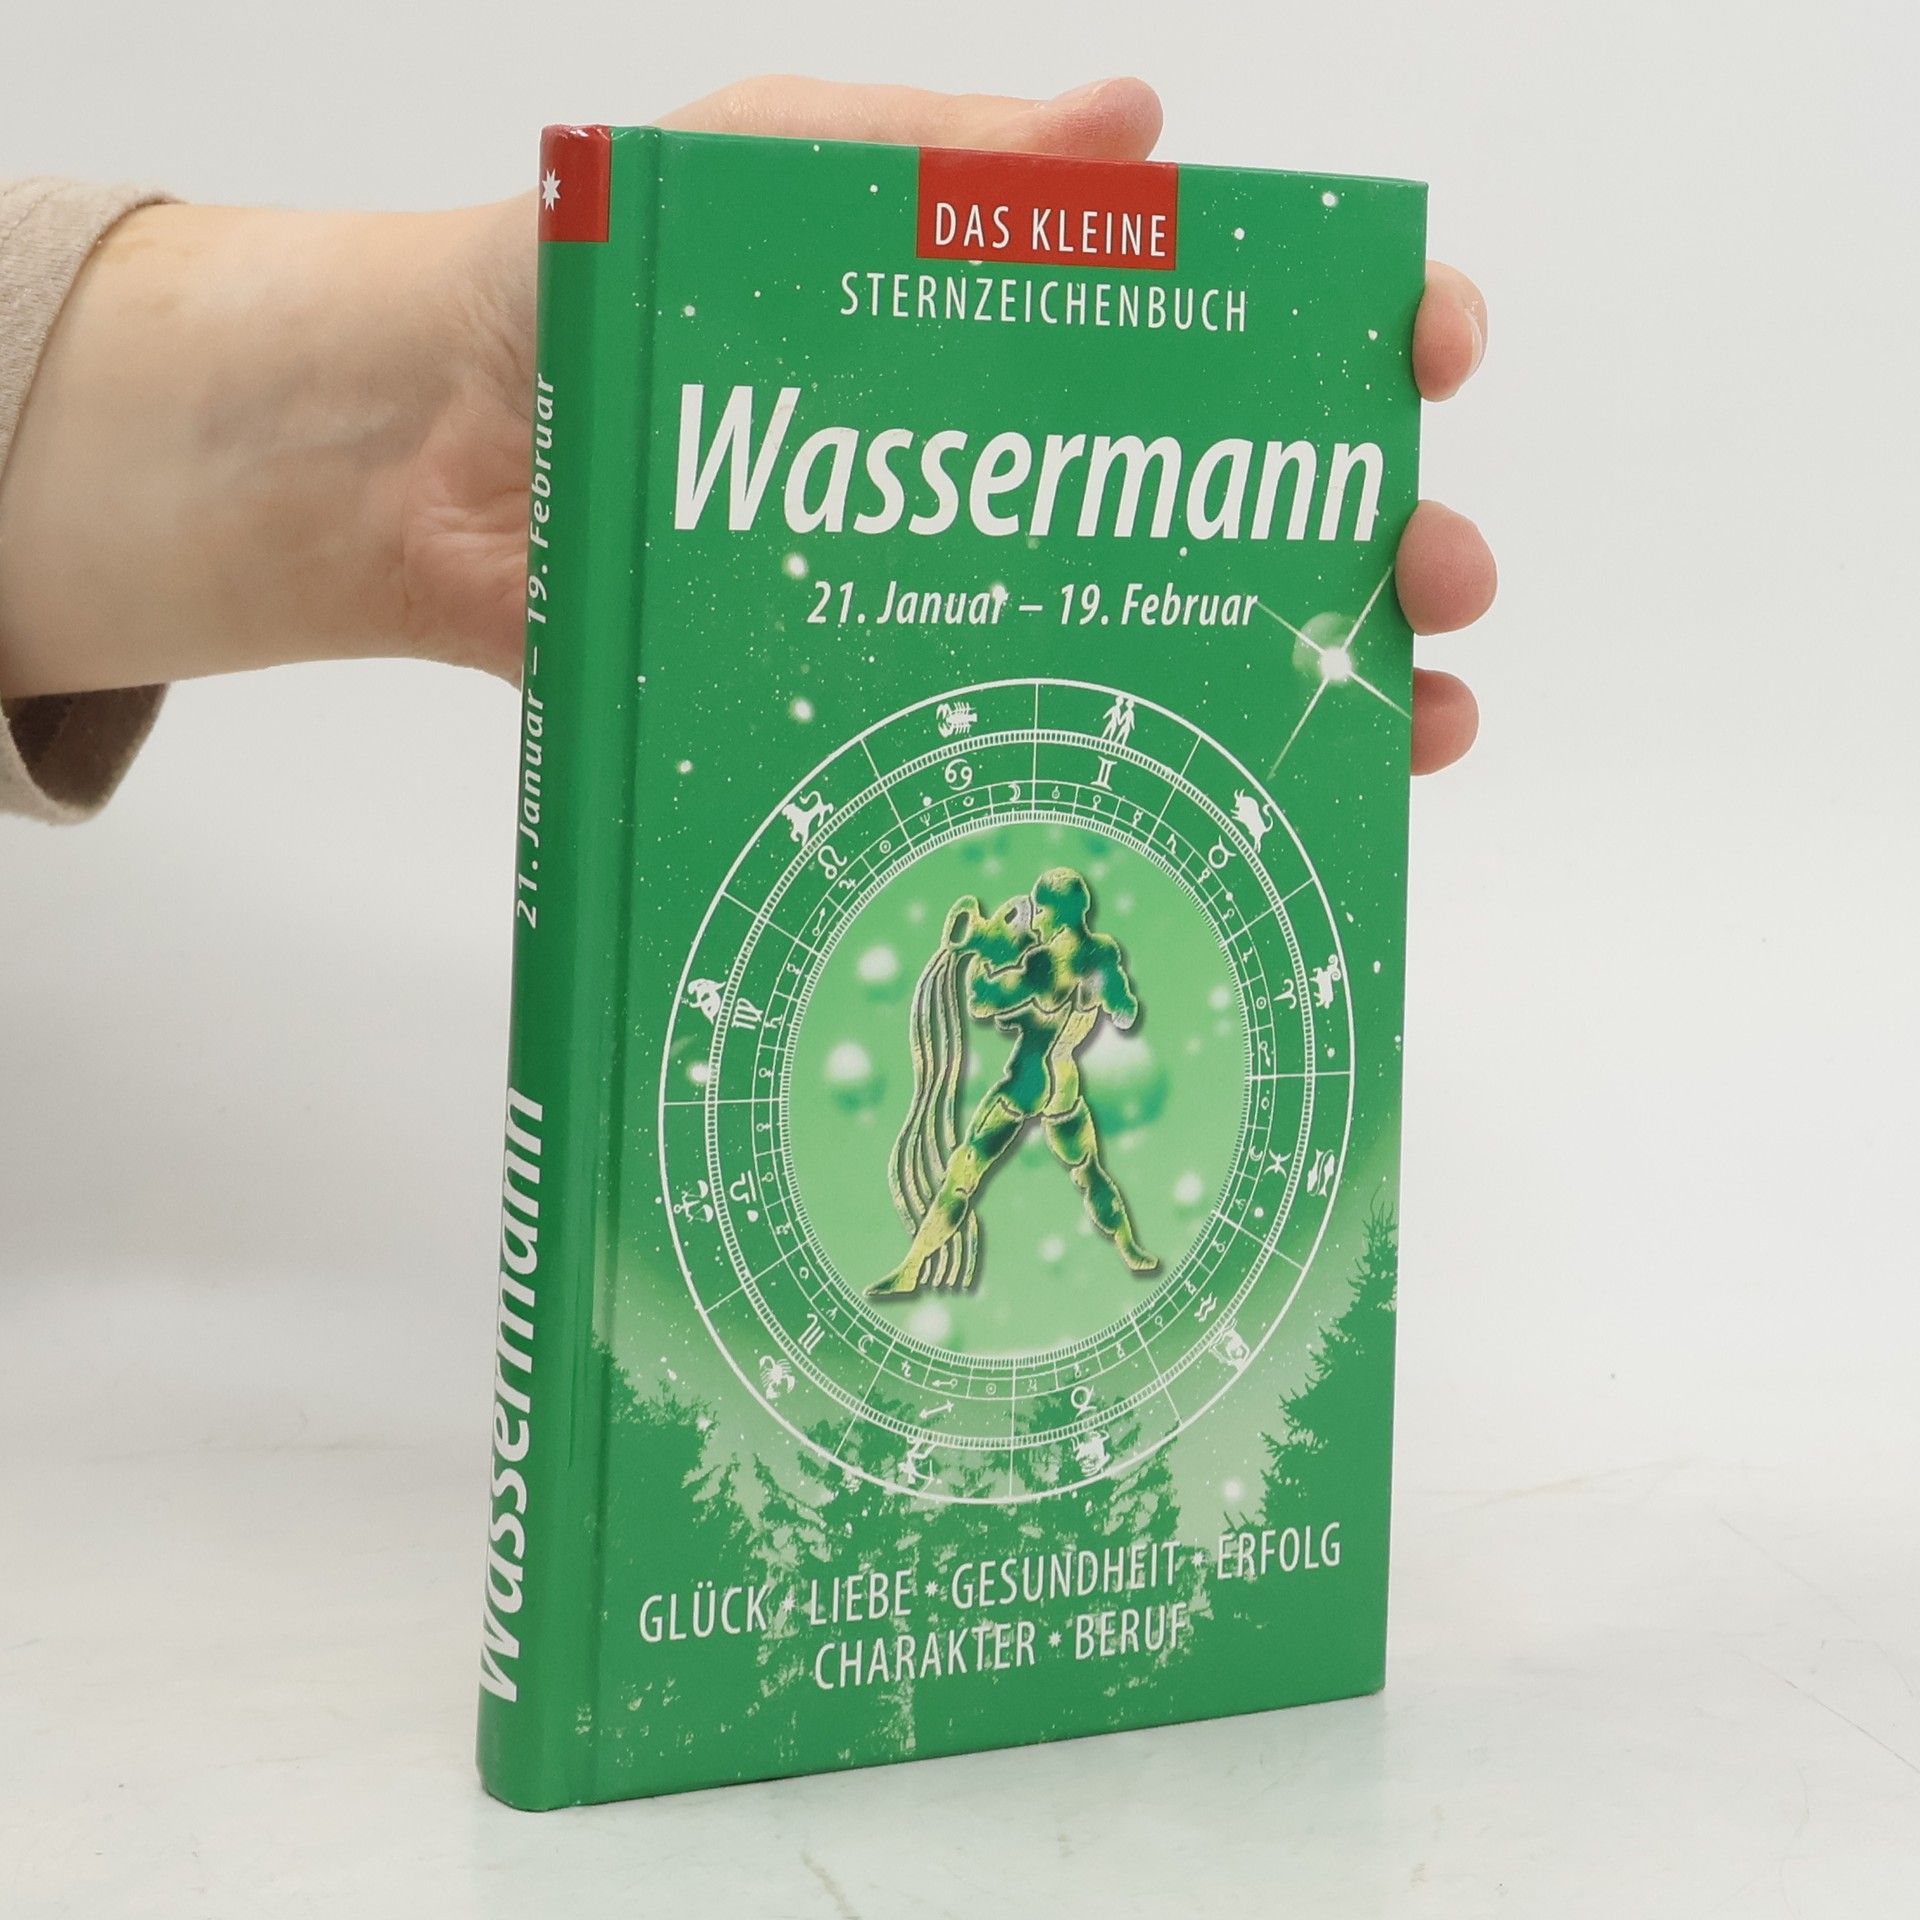 DAS KLEINE
STERNZEICHENBUCH
Wassermann
21. Januar – 19. Februar
GLÜCK * LIEBE * GESUNDHEIT * ERFOLG
CHARAKTER * BERUF
Wassermann 21. Januar – 19. Februar